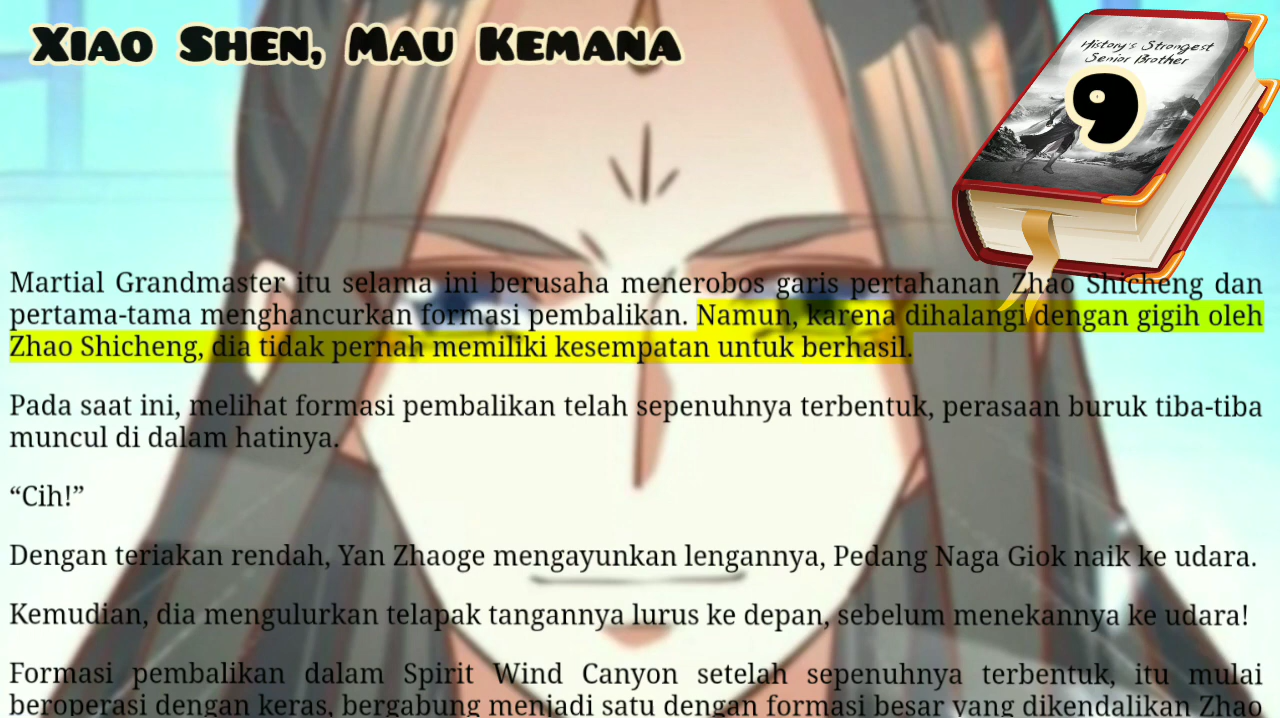 Xiao Shen, Mau Kemana
History's Strongest
Senior Brother
9
Martial Grandmaster itu selama ini berusaha menerobos garis pertahanan Zhao Shicheng dan
pertama-tama menghancurkan formasi pembalikan. Namun, karena dihalangi dengan gigih oleh
Zhao Shicheng, dia tidak pernah memiliki kesempatan untuk berhasil.
Pada saat ini, melihat formasi pembalikan telah sepenuhnya terbentuk, perasaan buruk tiba-tiba
muncul di dalam hatinya.
“Cih!”
Dengan teriakan rendah, Yan Zhaoge mengayunkan lengannya, Pedang Naga Giok naik ke udara.
Kemudian, dia mengulurkan telapak tangannya lurus ke depan, sebelum menekannya ke udara!
Formasi pembalikan dalam Spirit Wind Canyon setelah sepenuhnya terbentuk, itu mulai
beroperasi dengan keras, bergabung menjadi satu dengan formasi besar yang dikendalikan Zhao